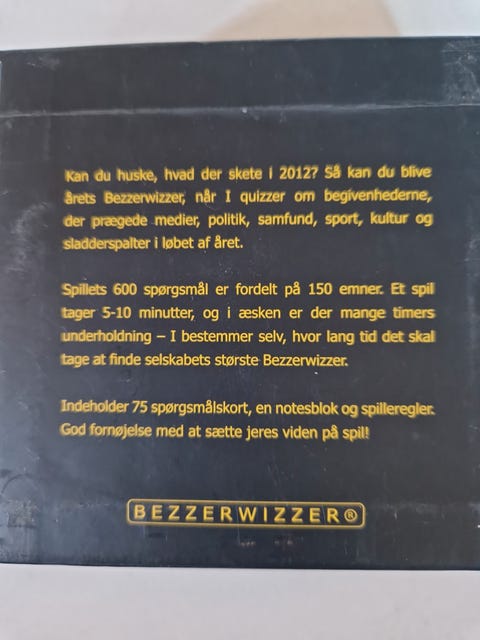 Kan du huske, hvad der skete i 2012? Så kan du blive
årets Bezzerwizzer, når I quizzer om begivenhederne,
der prægede medier, politik, samfund, sport, kultur og
sladderspalter i løbet af året.
Spillets 600 spørgsmål er fordelt på 150 emner. Et spil
tager 5-10 minutter, og i æsken er der mange timers
underholdning – I bestemmer selv, hvor lang tid det skal
tage at finde selskabets største Bezzerwizzer.
Indeholder 75 spørgsmålskort, en notesblok og spilleregler.
God fornøjelse med at sætte jeres viden på spil!
BEZZERWIZZER®